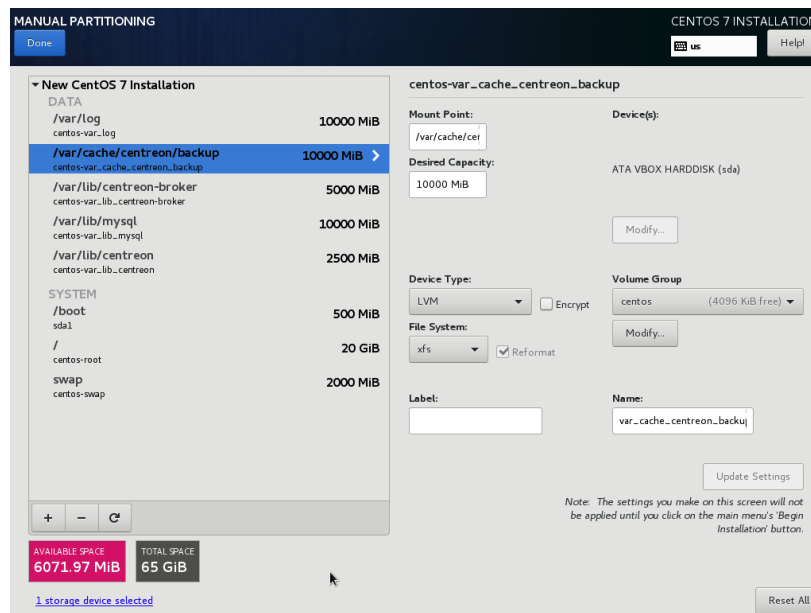 MANUAL PARTITIONING
CENTOS 7 INSTALLATION
Done
us
Help!
New CentOS 7 Installation
DATA
/var/log
10000 MiB
centos-var_log
/var/cache/centreon/backup
10000 MiB
centos-var_cache_centreon_backup
/var/lib/centreon-broker
5000 MiB
centos-var_lib_centreon-broker
/var/lib/mysql
10000 MiB
centos-var_lib_mysql
/var/lib/centreon
2500 MiB
centos-var_lib_centreon
SYSTEM
/boot
500 MiB
sda1
/
20 GiB
centos-root
swap
2000 MiB
centos-swap
+ −
AVAILABLE SPACE
6071.97 MiB
TOTAL SPACE
65 GiB
1 storage device selected
centos-var_cache_centreon_backup
Mount Point:
/var/cache/cer
Desired Capacity:
10000 MiB
Device(s):
ATA VBOX HARDDISK (sda)
Modify...
Device Type:
LVM
Encrypt
Volume Group
centos (4096 KiB free)
File System:
xfs
Reformat
Modify...
Label:
Name:
var_cache_centreon_backup
Update Settings
Note: The settings you make on this screen will not
be applied until you click on the main menu's 'Begin
Installation' button.
Reset All